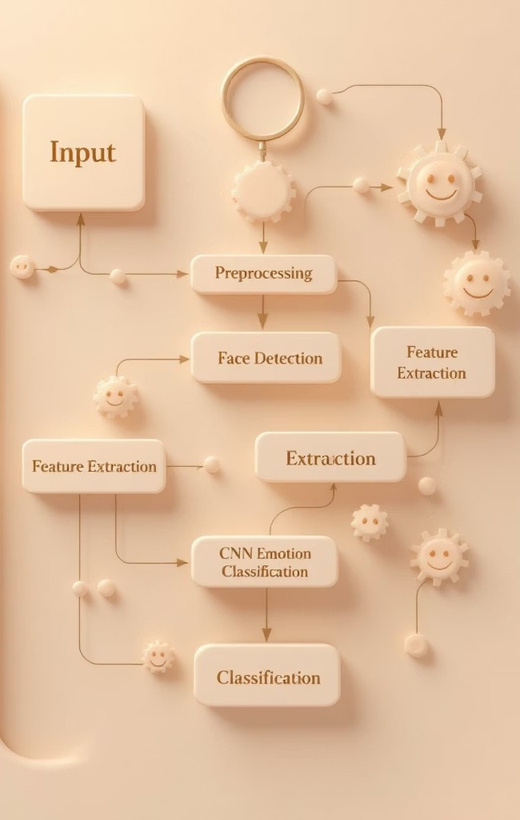 Input
Preprocessing
Face Detection
Feature
Extraction
Feature Extraction
Extraction
CNN Emotion
Classification
Classification